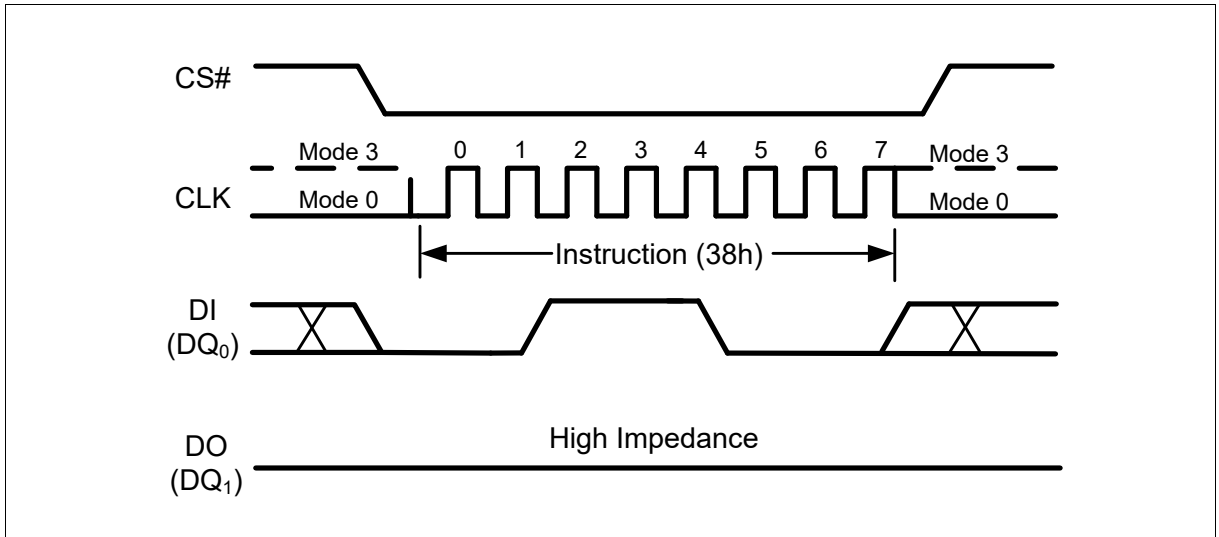 CS#
Mode 3 0 1 2 3 4 5 6 7 Mode 3
CLK Mode 0 Mode 0
Instruction (38h)
DI
(DQ₀)
High Impedance
DO
(DQ₁)